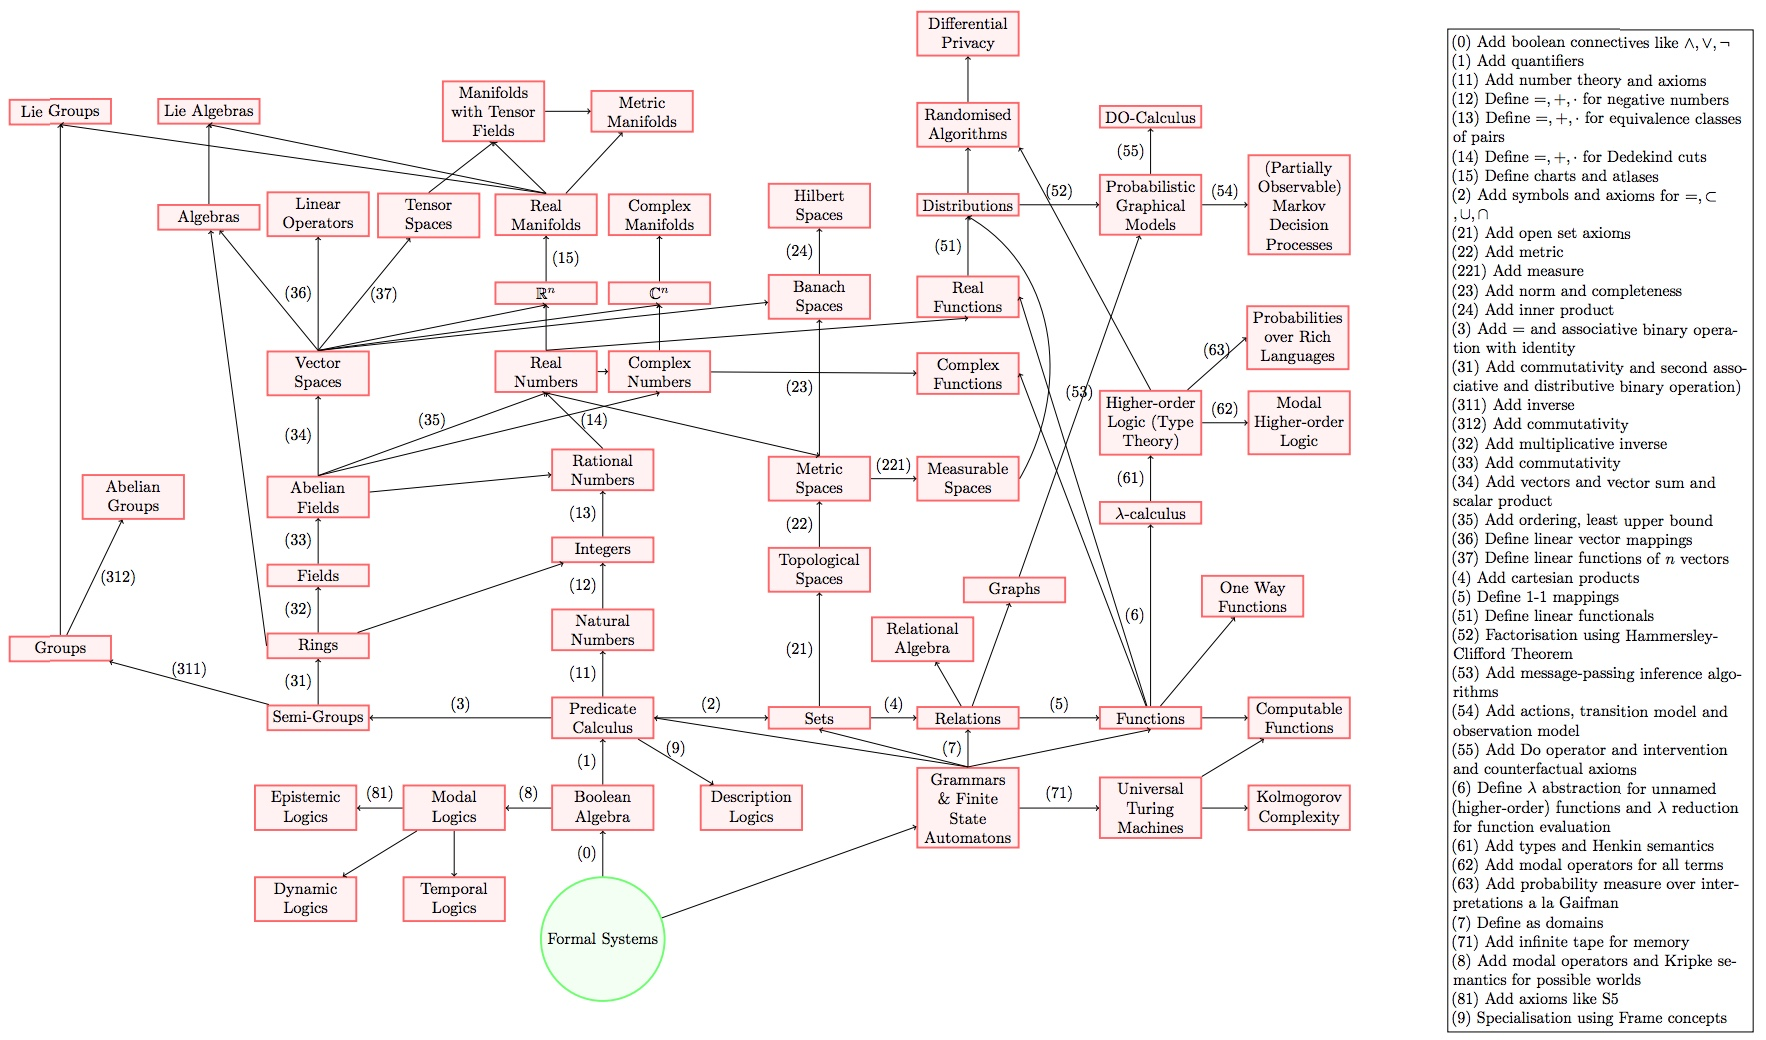 Differential
Privacy
Manifolds
with Tensor
Fields
Metric
Manifolds
Lie Groups
Lie Algebras
Randomised
Algorithms
DO-Calculus
(55)
(Partially
Observable)
Markov
Decision
Processes
Algebras
Linear
Operators
Tensor
Spaces
Real
Manifolds
Complex
Manifolds
Hilbert
Spaces
Distributions
(52)
Probabilistic
Graphical
Models
(54)
(15)
(24)
(51)
(36)
(37)
ℝⁿ
ℂⁿ
Banach
Spaces
Real
Functions
Probabilities
over Rich
Languages
(63)
Vector
Spaces
Real
Numbers
Complex
Numbers
(23)
Complex
Functions
(53)
Higher-order
Logic (Type
Theory)
(62)
Modal
Higher-order
Logic
(34)
(35)
(14)
Abelian
Groups
Abelian
Fields
Rational
Numbers
Metric
Spaces
(221)
Measurable
Spaces
(61)
λ-calculus
(33)
(13)
(22)
Fields
Integers
Topological
Spaces
Graphs
One Way
Functions
(312)
(32)
(12)
(6)
Groups
Rings
Natural
Numbers
(21)
Relational
Algebra
(311)
(31)
(11)
Semi-Groups
(3)
Predicate
Calculus
(2)
Sets
(4)
Relations
(5)
Functions
Computable
Functions
(1)
(9)
(7)
Epistemic
Logics
(81)
Modal
Logics
(8)
Boolean
Algebra
Description
Logics
Grammars
& Finite
State
Automatons
(71)
Universal
Turing
Machines
Kolmogorov
Complexity
(0)
Dynamic
Logics
Temporal
Logics
Formal Systems
(0) Add boolean connectives like ∧, ∨, ¬
(1) Add quantifiers
(11) Add number theory and axioms
(12) Define =, +, · for negative numbers
(13) Define =, +, · for equivalence classes
of pairs
(14) Define =, +, · for Dedekind cuts
(15) Define charts and atlases
(2) Add symbols and axioms for =, ⊂
, ∪, ∩
(21) Add open set axioms
(22) Add metric
(221) Add measure
(23) Add norm and completeness
(24) Add inner product
(3) Add = and associative binary opera-
tion with identity
(31) Add commutativity and second asso-
ciative and distributive binary operation)
(311) Add inverse
(312) Add commutativity
(32) Add multiplicative inverse
(33) Add commutativity
(34) Add vectors and vector sum and
scalar product
(35) Add ordering, least upper bound
(36) Define linear vector mappings
(37) Define linear functions of n vectors
(4) Add cartesian products
(5) Define 1-1 mappings
(51) Define linear functionals
(52) Factorisation using Hammersley-
Clifford Theorem
(53) Add message-passing inference algo-
rithms
(54) Add actions, transition model and
observation model
(55) Add Do operator and intervention
and counterfactual axioms
(6) Define λ abstraction for unnamed
(higher-order) functions and λ reduction
for function evaluation
(61) Add types and Henkin semantics
(62) Add modal operators for all terms
(63) Add probability measure over inter-
pretations a la Gaifman
(7) Define as domains
(71) Add infinite tape for memory
(8) Add modal operators and Kripke se-
mantics for possible worlds
(81) Add axioms like S5
(9) Specialisation using Frame concepts